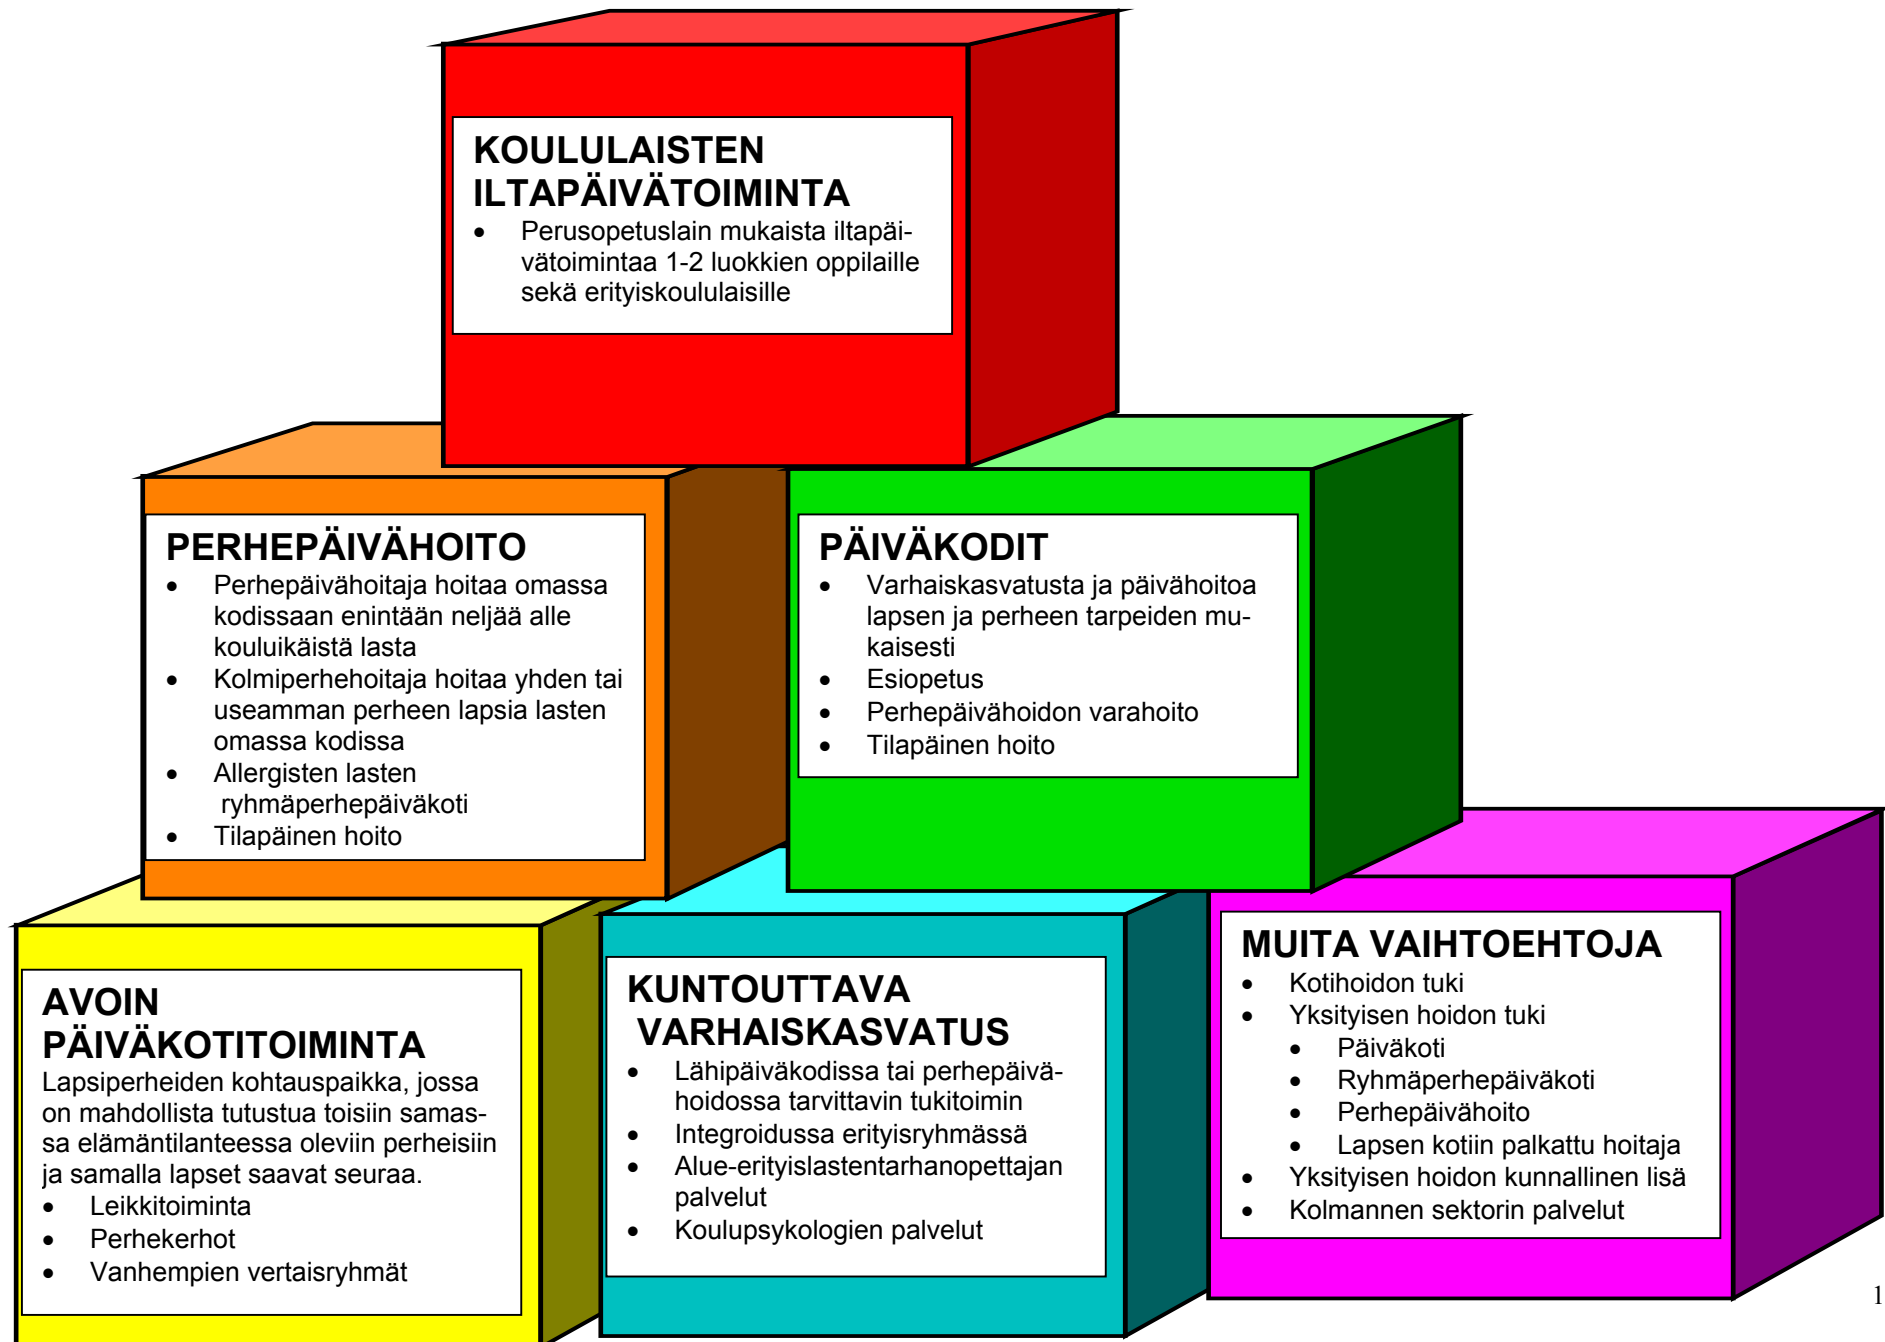 KOULULAISTEN
ILTAPÄIVÄTOIMINTA
• Perusopetuslain mukaista iltapäi-
vätoimintaa 1-2 luokkien oppilaille
sekä erityiskoululaisille
PERHEPÄIVÄHOITO
• Perhepäivähoitaja hoitaa omassa
kodissaan enintään neljää alle
kouluikäistä lasta
• Kolmiperhehoitaja hoitaa yhden tai
useamman perheen lapsia lasten
omassa kodissa
• Allergisten lasten
ryhmäperhepäiväkoti
• Tilapäinen hoito
PÄIVÄKODIT
• Varhaiskasvatusta ja päivähoitoa
lapsen ja perheen tarpeiden mu-
kaisesti
• Esiopetus
• Perhepäivähoidon varahoito
• Tilapäinen hoito
AVOIN
PÄIVÄKOTITOIMINTA
Lapsiperheiden kohtauspaikka, jossa
on mahdollista tutustua toisiin samas-
sa elämäntilanteessa oleviin perheisiin
ja samalla lapset saavat seuraa.
• Leikkitoiminta
• Perhekerhot
• Vanhempien vertaisryhmät
KUNTOUTTAVA
VARHAISKASVATUS
• Lähipäiväkodissa tai perhepäivä-
hoidossa tarvittavin tukitoimin
• Integroidussa erityisryhmässä
• Alue-erityislastentarhanopettajan
palvelut
• Koulupsykologien palvelut
MUITA VAIHTOEHTOJA
• Kotihoidon tuki
• Yksityisen hoidon tuki
• Päiväkoti
• Ryhmäperhepäiväkoti
• Perhepäivähoito
• Lapsen kotiin palkattu hoitaja
• Yksityisen hoidon kunnallinen lisä
• Kolmannen sektorin palvelut
1